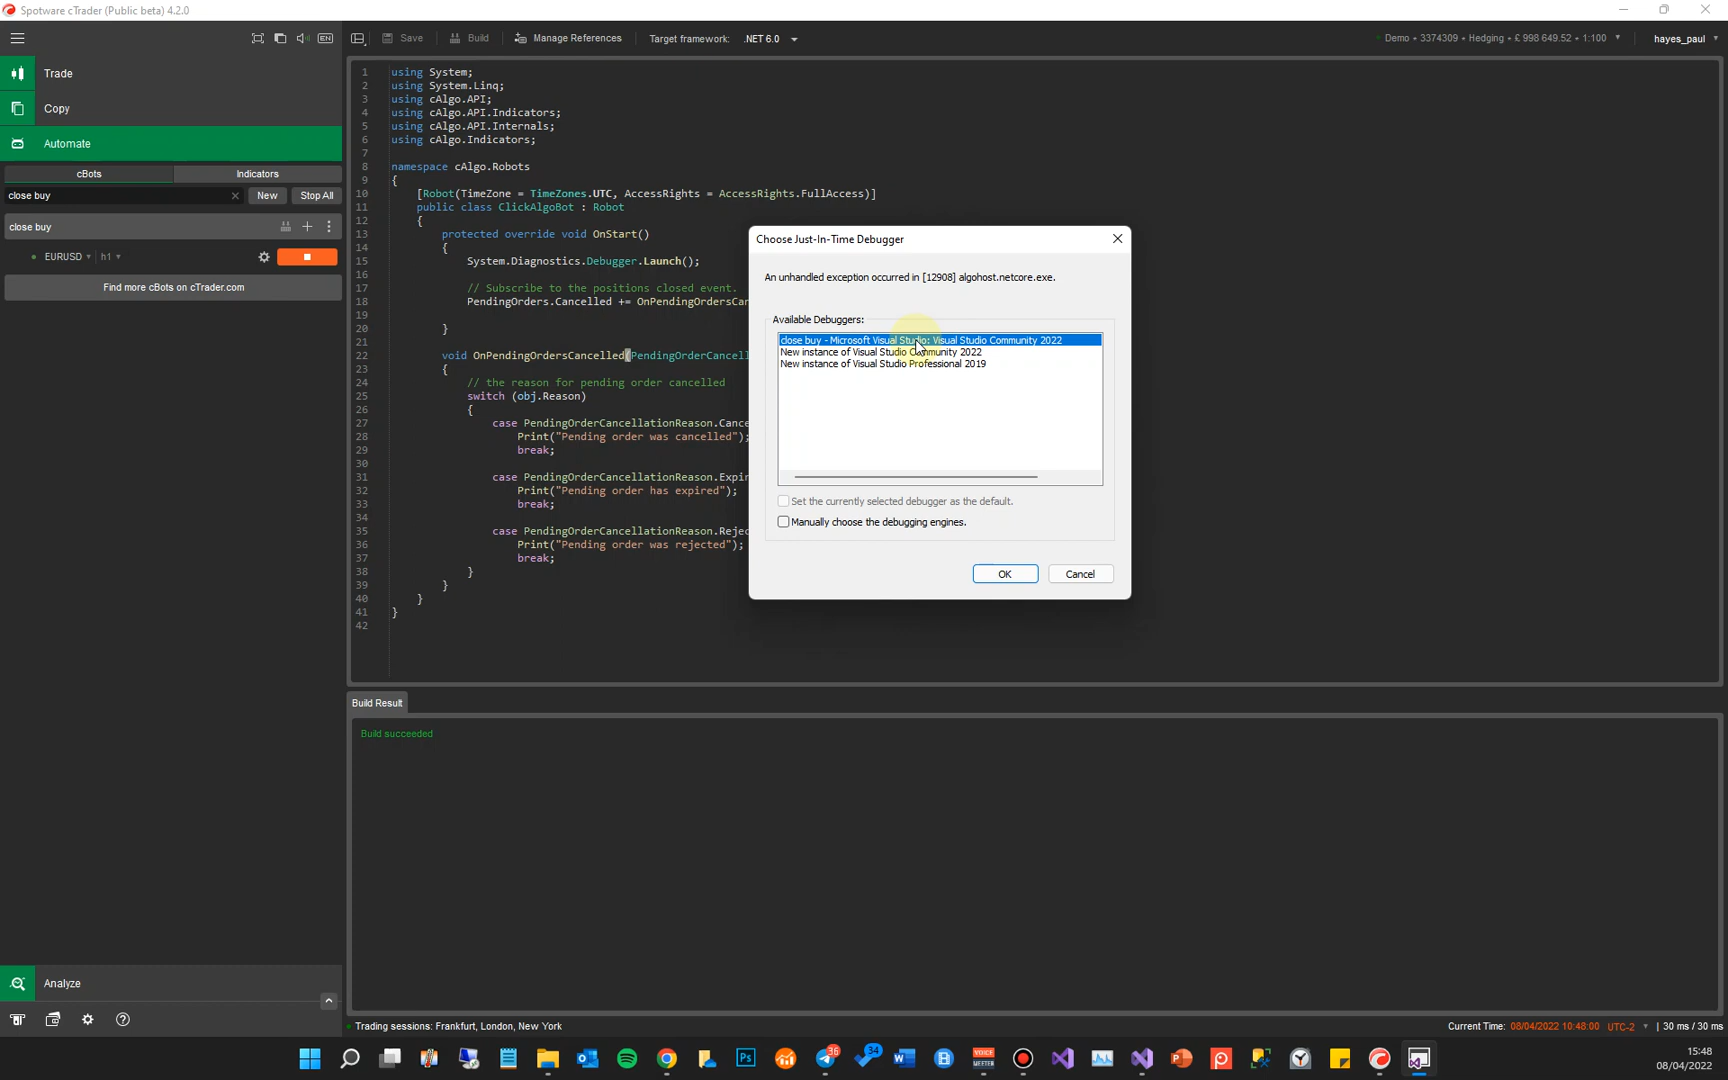 Spotware cTrader (Public beta) 4.2.0
EN
Save
Build
Manage References
Target framework:
.NET 6.0
Demo • 3374309 • Hedging • £ 998 649.52 • 1:100
hayes_paul
Trade
Copy
Automate
cBots
Indicators
close buy
New
Stop All
close buy
EURUSD
h1
Find more cBots on cTrader.com
1 using System;
2 using System.Linq;
3 using cAlgo.API;
4 using cAlgo.API.Indicators;
5 using cAlgo.API.Internals;
6 using cAlgo.Indicators;
7
8 namespace cAlgo.Robots
9 {
10 [Robot(TimeZone = TimeZones.UTC, AccessRights = AccessRights.FullAccess)]
11 public class ClickAlgoBot : Robot
12 {
13 protected override void OnStart()
14 {
15 System.Diagnostics.Debugger.Launch();
16
17 // Subscribe to the positions closed event.
18 PendingOrders.Cancelled += OnPendingOrdersCan
19
20 }
21
22 void OnPendingOrdersCancelled(PendingOrderCancell
23 {
24 // the reason for pending order cancelled
25 switch (obj.Reason)
26 {
27 case PendingOrderCancellationReason.Cance
28 Print("Pending order was cancelled");
29 break;
30
31 case PendingOrderCancellationReason.Expir
32 Print("Pending order has expired");
33 break;
34
35 case PendingOrderCancellationReason.Rejec
36 Print("Pending order was rejected");
37 break;
38 }
39 }
40 }
41 }
42
Choose Just-In-Time Debugger
An unhandled exception occurred in [12908] algohost.netcore.exe.
Available Debuggers:
close buy - Microsoft Visual Studio: Visual Studio Community 2022
New instance of Visual Studio Community 2022
New instance of Visual Studio Professional 2019
Set the currently selected debugger as the default.
Manually choose the debugging engines.
OK
Cancel
Build Result
Build succeeded
Analyze
Trading sessions: Frankfurt, London, New York
Current Time: 08/04/2022 10:48:00 UTC-2 | 30 ms / 30 ms
Ps
36
34
VOICE
MEETER
15:48
08/04/2022